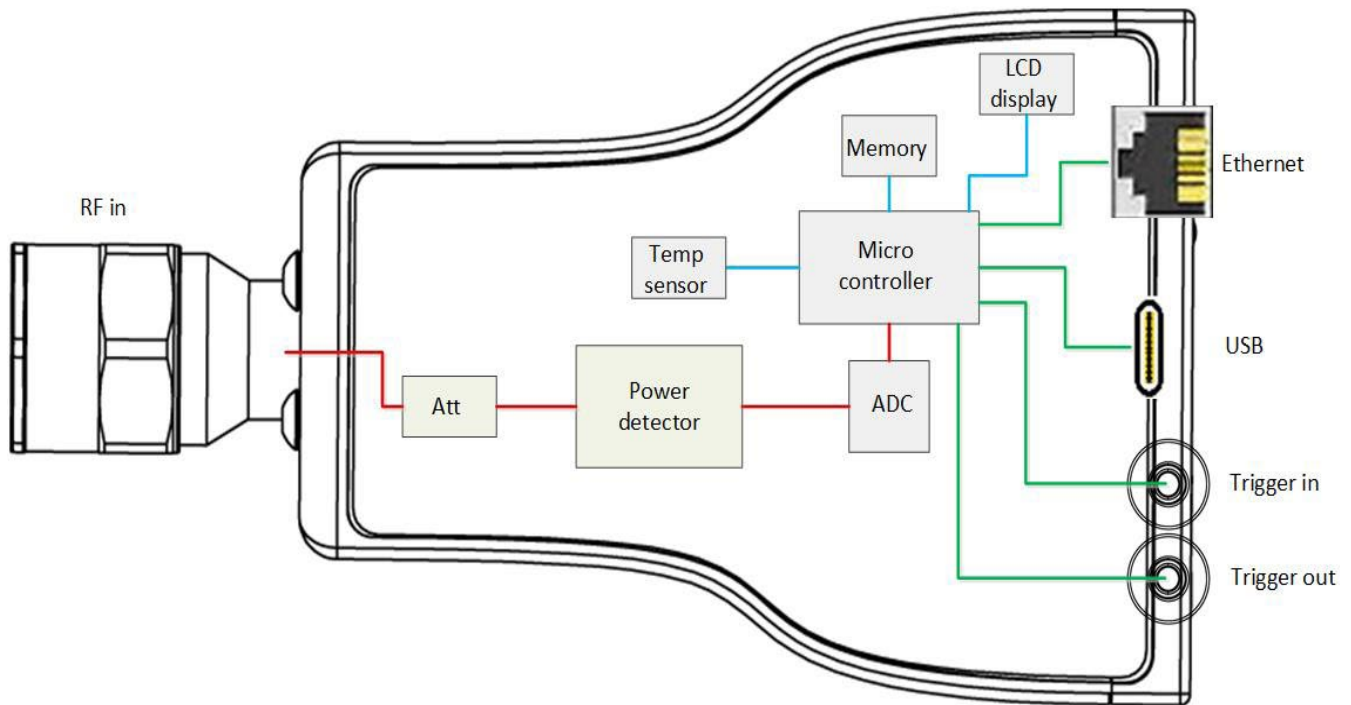 LCD
display
Memory
Ethernet
RF in
Temp
sensor
Micro
controller
USB
Att
Power
detector
ADC
Trigger in
Trigger out